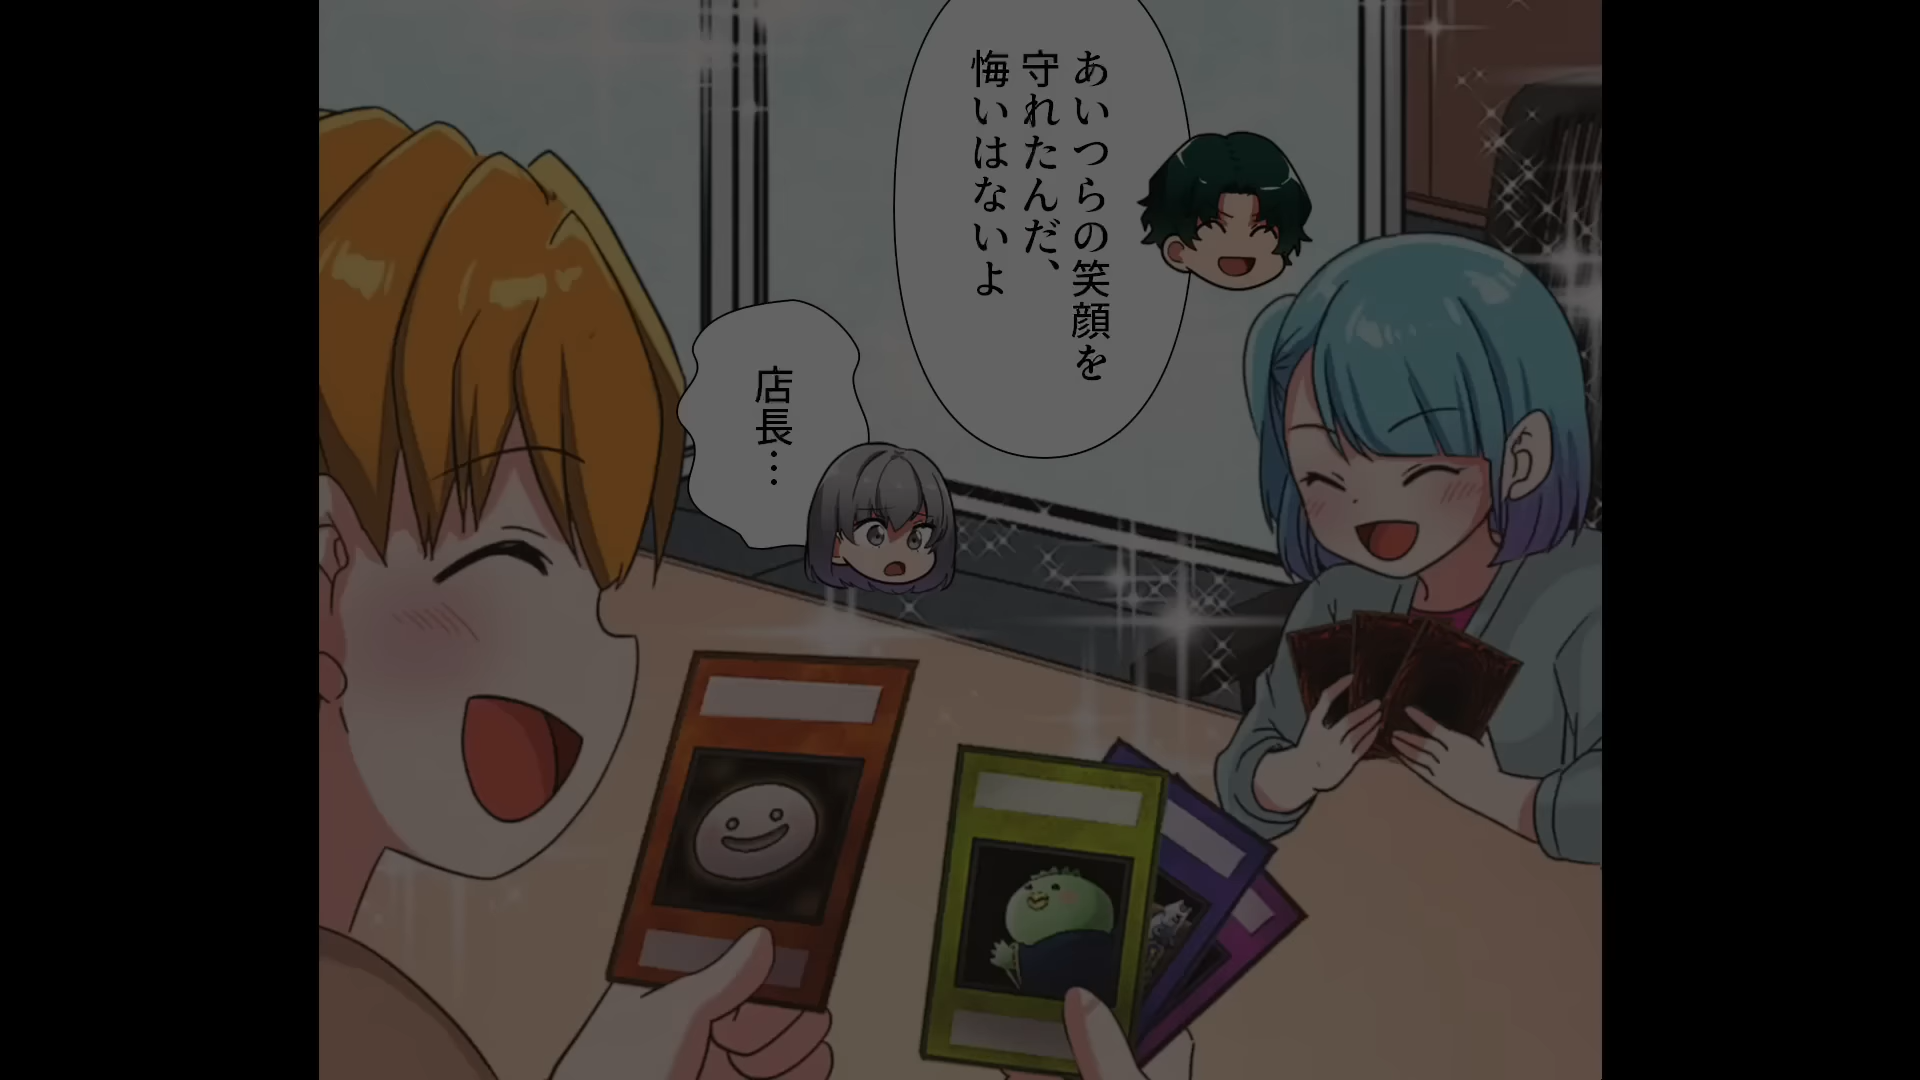 あいつらの笑顔を
守れたんだ、
悔いはないよ
店長…